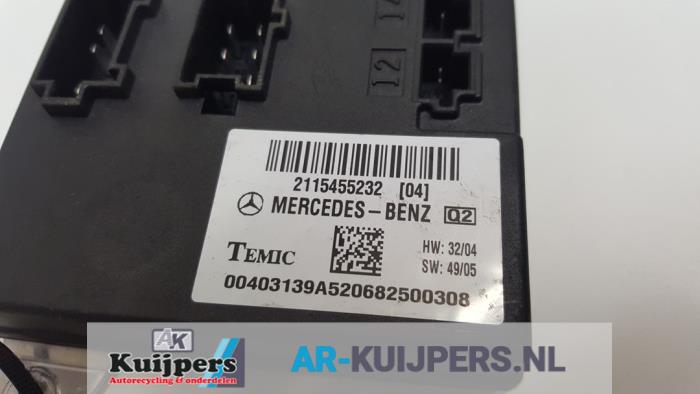 12
2115455232 [04]
MERCEDES-BENZ Q2
HW: 32/04
TEMIC
SW: 49/05
00403139A520682500308
AK
Kuijpers
Autorecycling & onderdelen
AR-KUIJPERS.NL